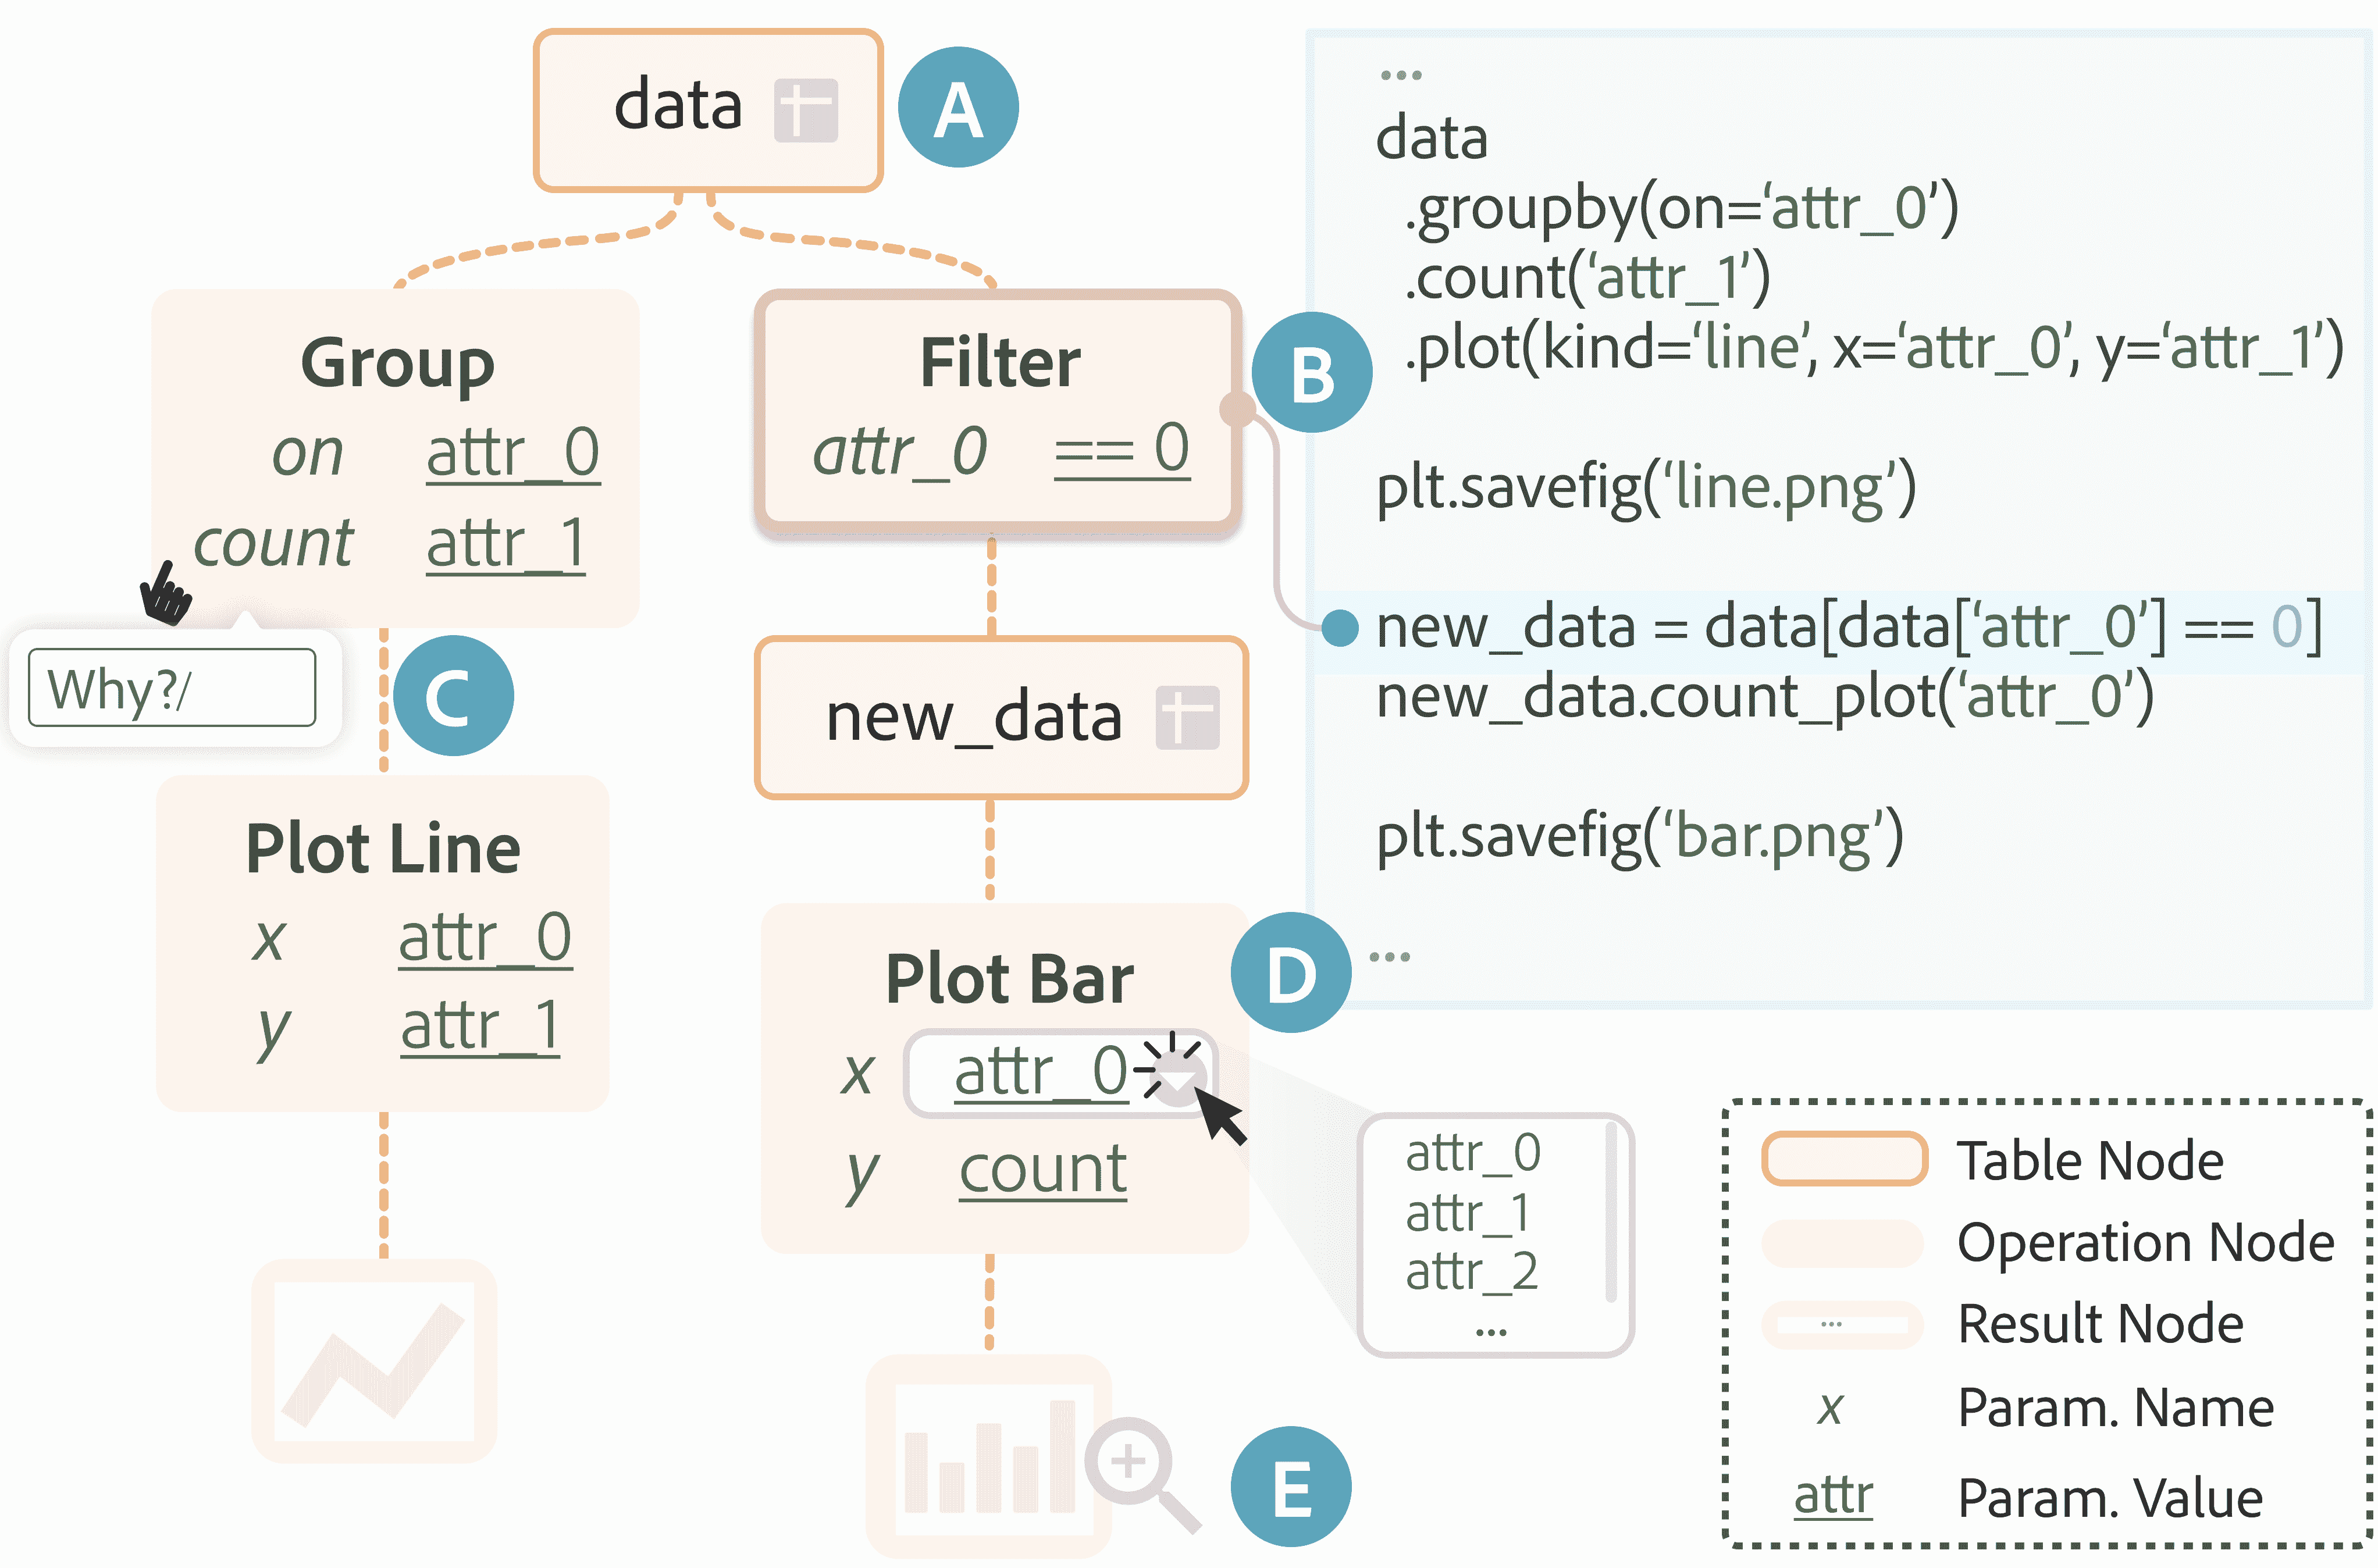 data
A
Group
on attr_0
count attr_1
Why?/
C
Plot Line
x attr_0
y attr_1
Filter
attr_0 == 0
B
new_data
Plot Bar
D
x attr_0
y count
attr_0
attr_1
attr_2
...
E
...
data
.groupby(on=‘attr_0’)
.count(‘attr_1’)
.plot(kind=‘line’, x=‘attr_0’, y=‘attr_1’)
plt.savefig(‘line.png’)
new_data = data[data[‘attr_0’] == 0]
new_data.count_plot(‘attr_0’)
plt.savefig(‘bar.png’)
...
Table Node
Operation Node
... Result Node
x Param. Name
attr Param. Value